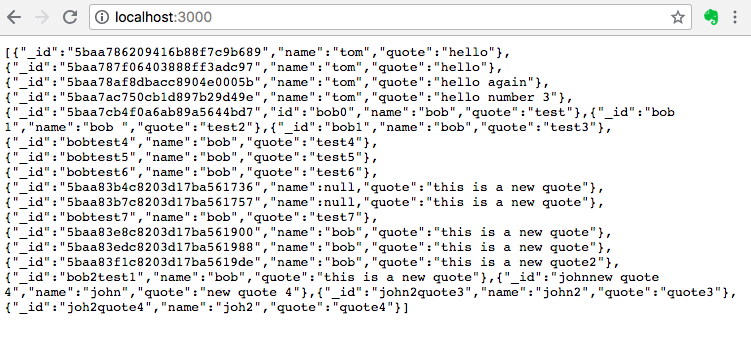 localhost:3000
[{"_id":"5baa786209416b88f7c9b689","name":"tom","quote":"hello"},
{"_id":"5baa787f06403888ff3adc97","name":"tom","quote":"hello"},
{"_id":"5baa78af8dbacc8904e0005b","name":"tom","quote":"hello again"},
{"_id":"5baa7ac750cb1d897b29d49e","name":"tom","quote":"hello number 3"},
{"_id":"5baa7cb4f0a6ab89a5644bd7","id":"bob0","name":"bob","quote":"test"},{"_id":"bob
1","name":"bob ","quote":"test2"},{"_id":"bob1","name":"bob","quote":"test3"},
{"_id":"bobtest4","name":"bob","quote":"test4"},
{"_id":"bobtest5","name":"bob","quote":"test5"},
{"_id":"bobtest6","name":"bob","quote":"test6"},
{"_id":"5baa83b4c8203d17ba561736","name":null,"quote":"this is a new quote"},
{"_id":"5baa83b7c8203d17ba561757","name":null,"quote":"this is a new quote"},
{"_id":"bobtest7","name":"bob","quote":"test7"},
{"_id":"5baa83e8c8203d17ba561900","name":"bob","quote":"this is a new quote"},
{"_id":"5baa83edc8203d17ba561988","name":"bob","quote":"this is a new quote"},
{"_id":"5baa83f1c8203d17ba5619de","name":"bob","quote":"this is a new quote2"},
{"_id":"bob2test1","name":"bob","quote":"this is a new quote"},{"_id":"johnnew quote
4","name":"john","quote":"new quote 4"},{"_id":"john2quote3","name":"john2","quote":"quote3"},
{"_id":"joh2quote4","name":"joh2","quote":"quote4"}]